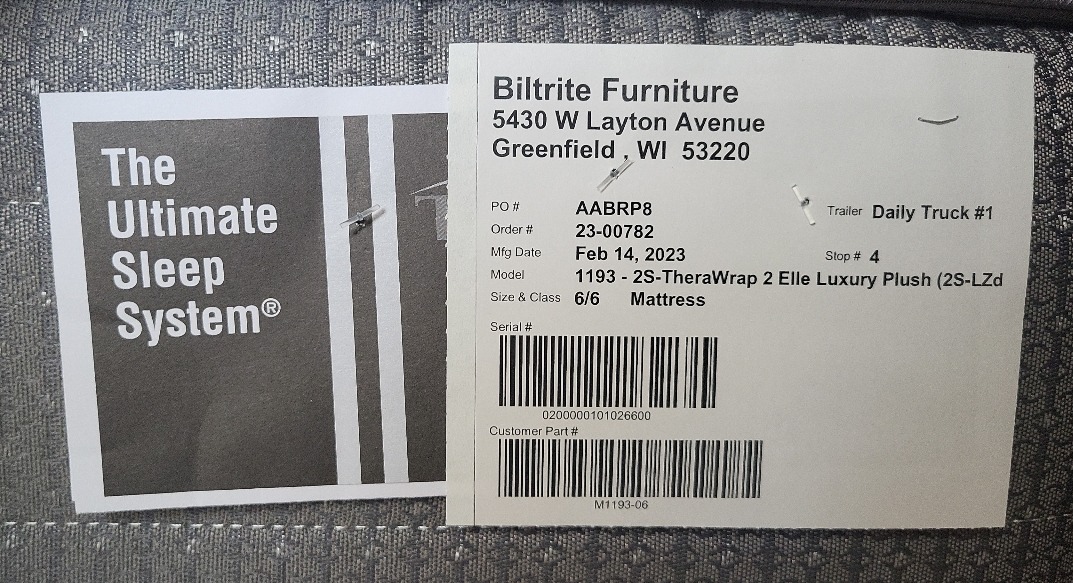 The
Ultimate
Sleep
System®
Biltrite Furniture
5430 W Layton Avenue
Greenfield , WI 53220
PO # AABRP8 Trailer Daily Truck #1
Order # 23-00782
Mfg Date Feb 14, 2023 Stop # 4
Model 1193 - 2S-TheraWrap 2 Elle Luxury Plush (2S-LZd
Size & Class 6/6 Mattress
Serial #
0200000101026600
Customer Part #
M1193-06